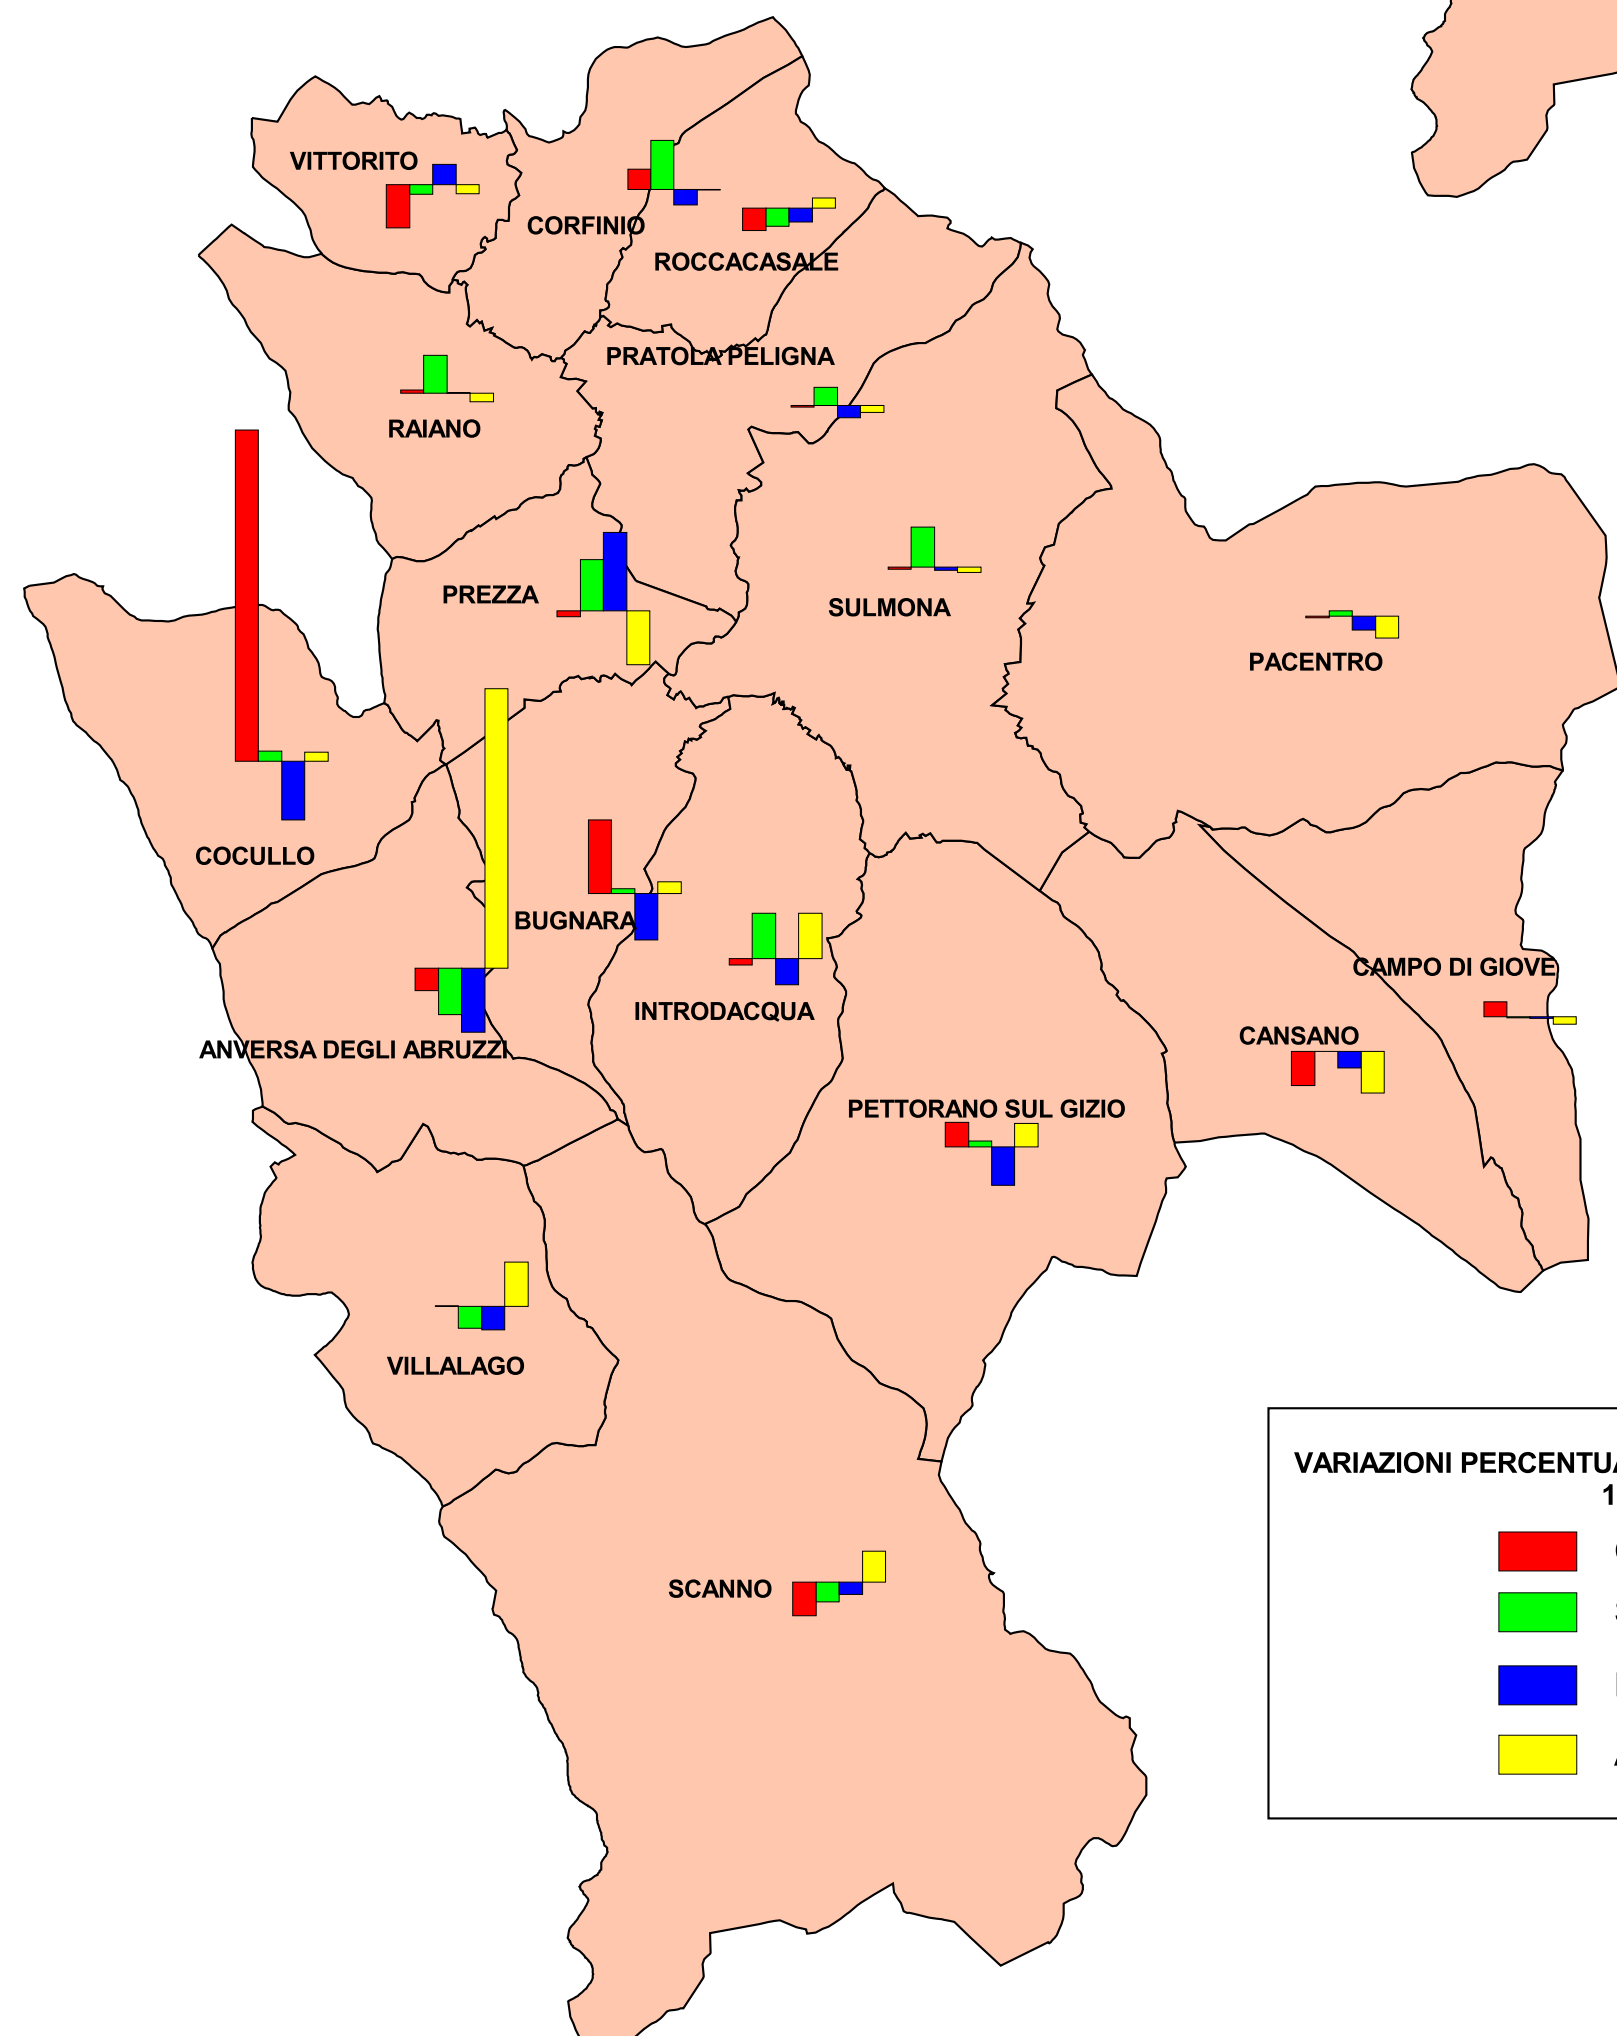 VITTORITO
CORFINIO
ROCCACASALE
PRATOLA PELIGNA
RAIANO
PREZZA
SULMONA
PACENTRO
COCULLO
BUGNARA
CAMPO DI GIOVE
INTRODACQUA
CANSANO
ANVERSA DEGLI ABRUZZI
PETTORANO SUL GIZIO
VILLALAGO
VARIAZIONI
SCANNO